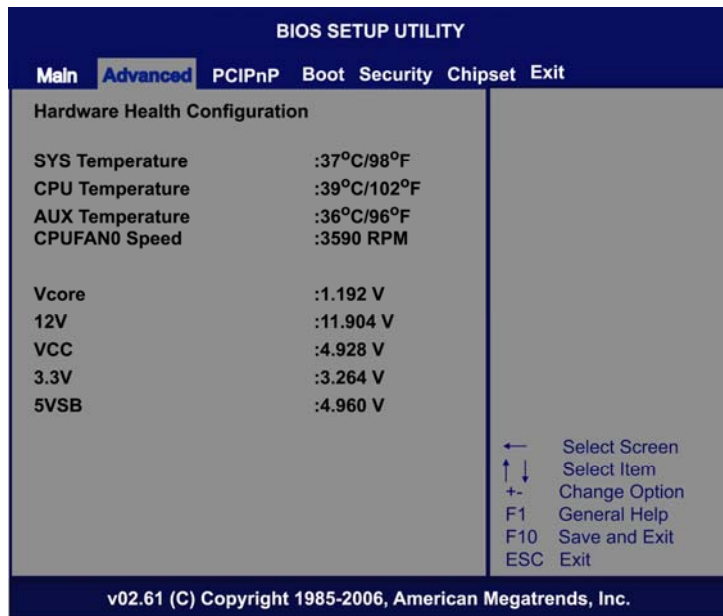 BIOS SETUP UTILITY
Main Advanced PCIPnP Boot Security Chipset Exit
Hardware Health Configuration
SYS Temperature :37°C/98°F
CPU Temperature :39°C/102°F
AUX Temperature :36°C/96°F
CPUFAN0 Speed :3590 RPM
Vcore :1.192 V
12V :11.904 V
VCC :4.928 V
3.3V :3.264 V
5VSB :4.960 V
← Select Screen
↑↓ Select Item
+- Change Option
F1 General Help
F10 Save and Exit
ESC Exit
v02.61 (C) Copyright 1985-2006, American Megatrends, Inc.